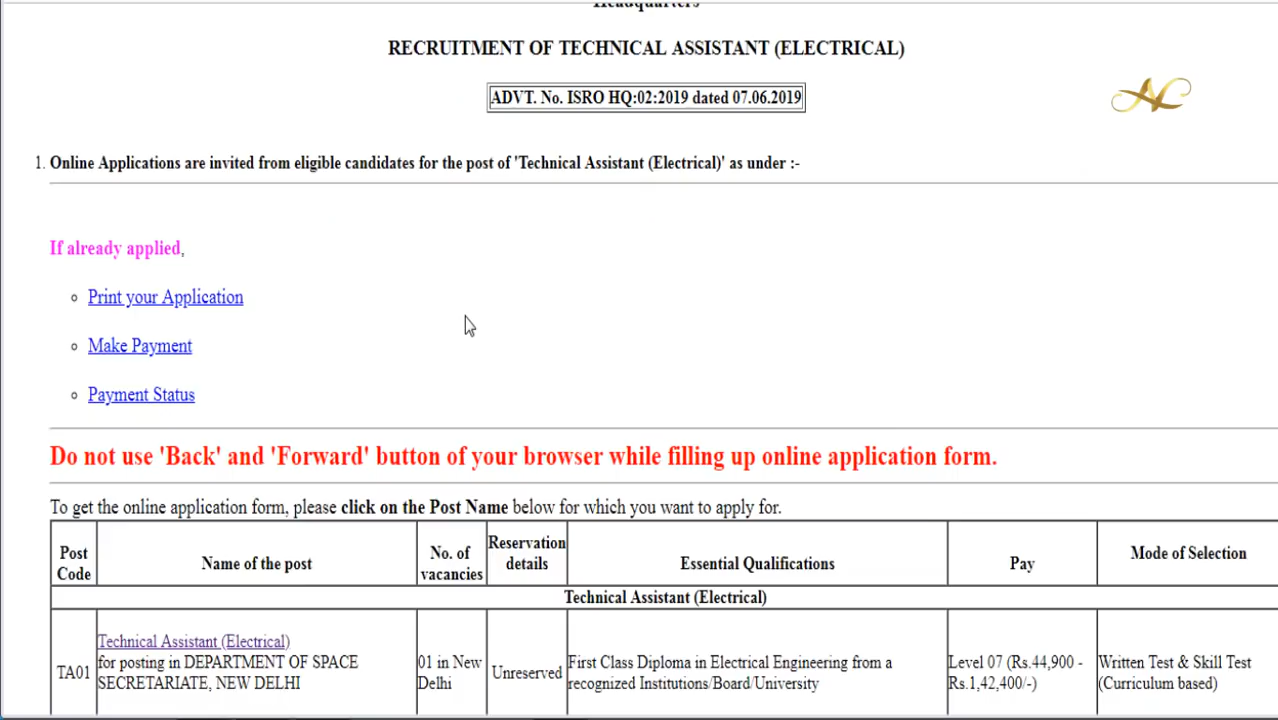 Headquarters
RECRUITMENT OF TECHNICAL ASSISTANT (ELECTRICAL)
ADVT. No. ISRO HQ:02:2019 dated 07.06.2019
1. Online Applications are invited from eligible candidates for the post of 'Technical Assistant (Electrical)' as under :-
If already applied,
Print your Application
Make Payment
Payment Status
Do not use 'Back' and 'Forward' button of your browser while filling up online application form.
To get the online application form, please click on the Post Name below for which you want to apply for.
Post Code
Name of the post
No. of vacancies
Reservation details
Essential Qualifications
Pay
Mode of Selection
Technical Assistant (Electrical)
TA01
Technical Assistant (Electrical)
for posting in DEPARTMENT OF SPACE
SECRETARIATE, NEW DELHI
01 in New
Delhi
Unreserved
First Class Diploma in Electrical Engineering from a
recognized Institutions/Board/University
Level 07 (Rs.44,900 -
Rs.1,42,400/-)
Written Test & Skill Test
(Curriculum based)